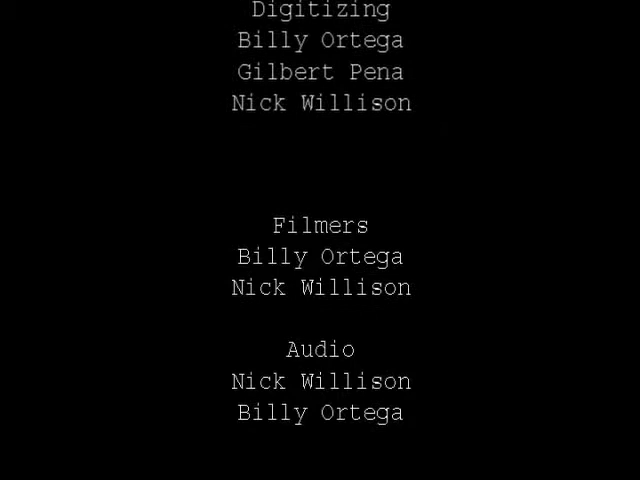 Digitizing
Billy Ortega
Gilbert Pena
Nick Willison
Filmers
Billy Ortega
Nick Willison
Audio
Nick Willison
Billy Ortega